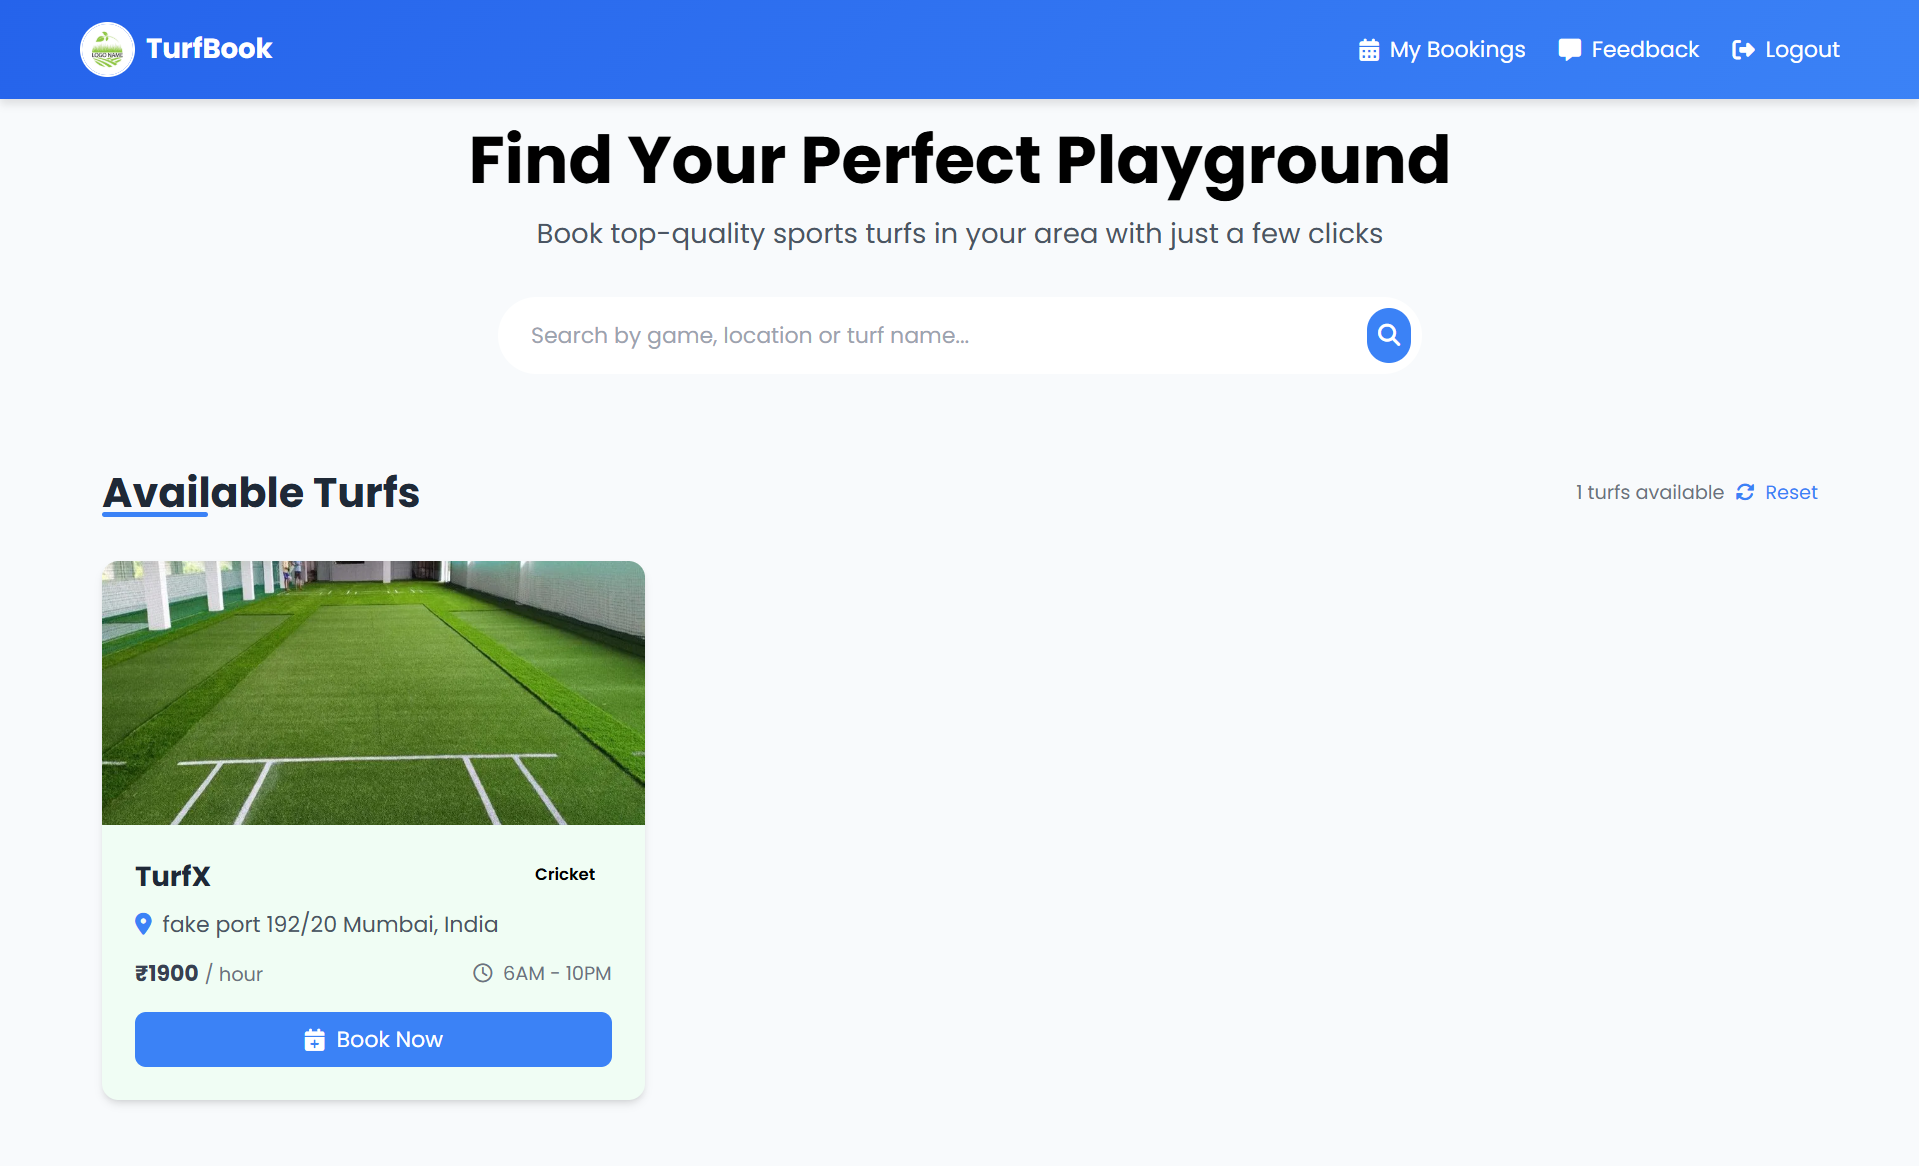 LOGO NAME
TurfBook
My Bookings
Feedback
Logout
Find Your Perfect Playground
Book top-quality sports turfs in your area with just a few clicks
Search by game, location or turf name...
Available Turfs
1 turfs available
Reset
TurfX
Cricket
fake port 192/20 Mumbai, India
₹1900 / hour
6AM - 10PM
Book Now